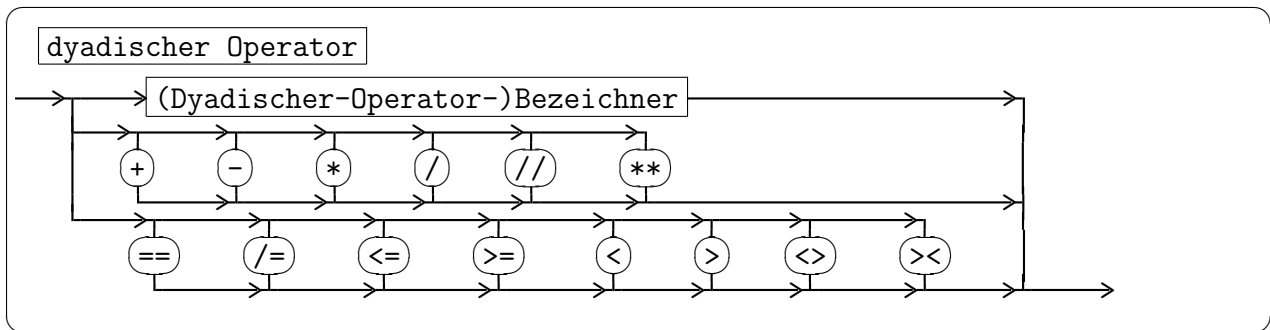 dyadischer Operator
(Dyadischer-Operator-)Bezeichner
+ - * / // **
== /= <= >= < > <> ><